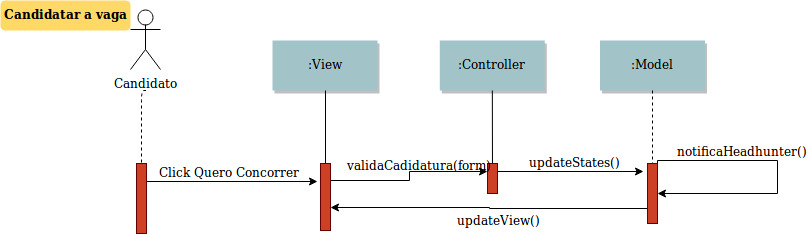 Candidatar a vaga
Candidato
:View
:Controller
:Model
Click Quero Concorrer
validaCadidatura(form)
updateStates()
notificaHeadhunter()
updateView()